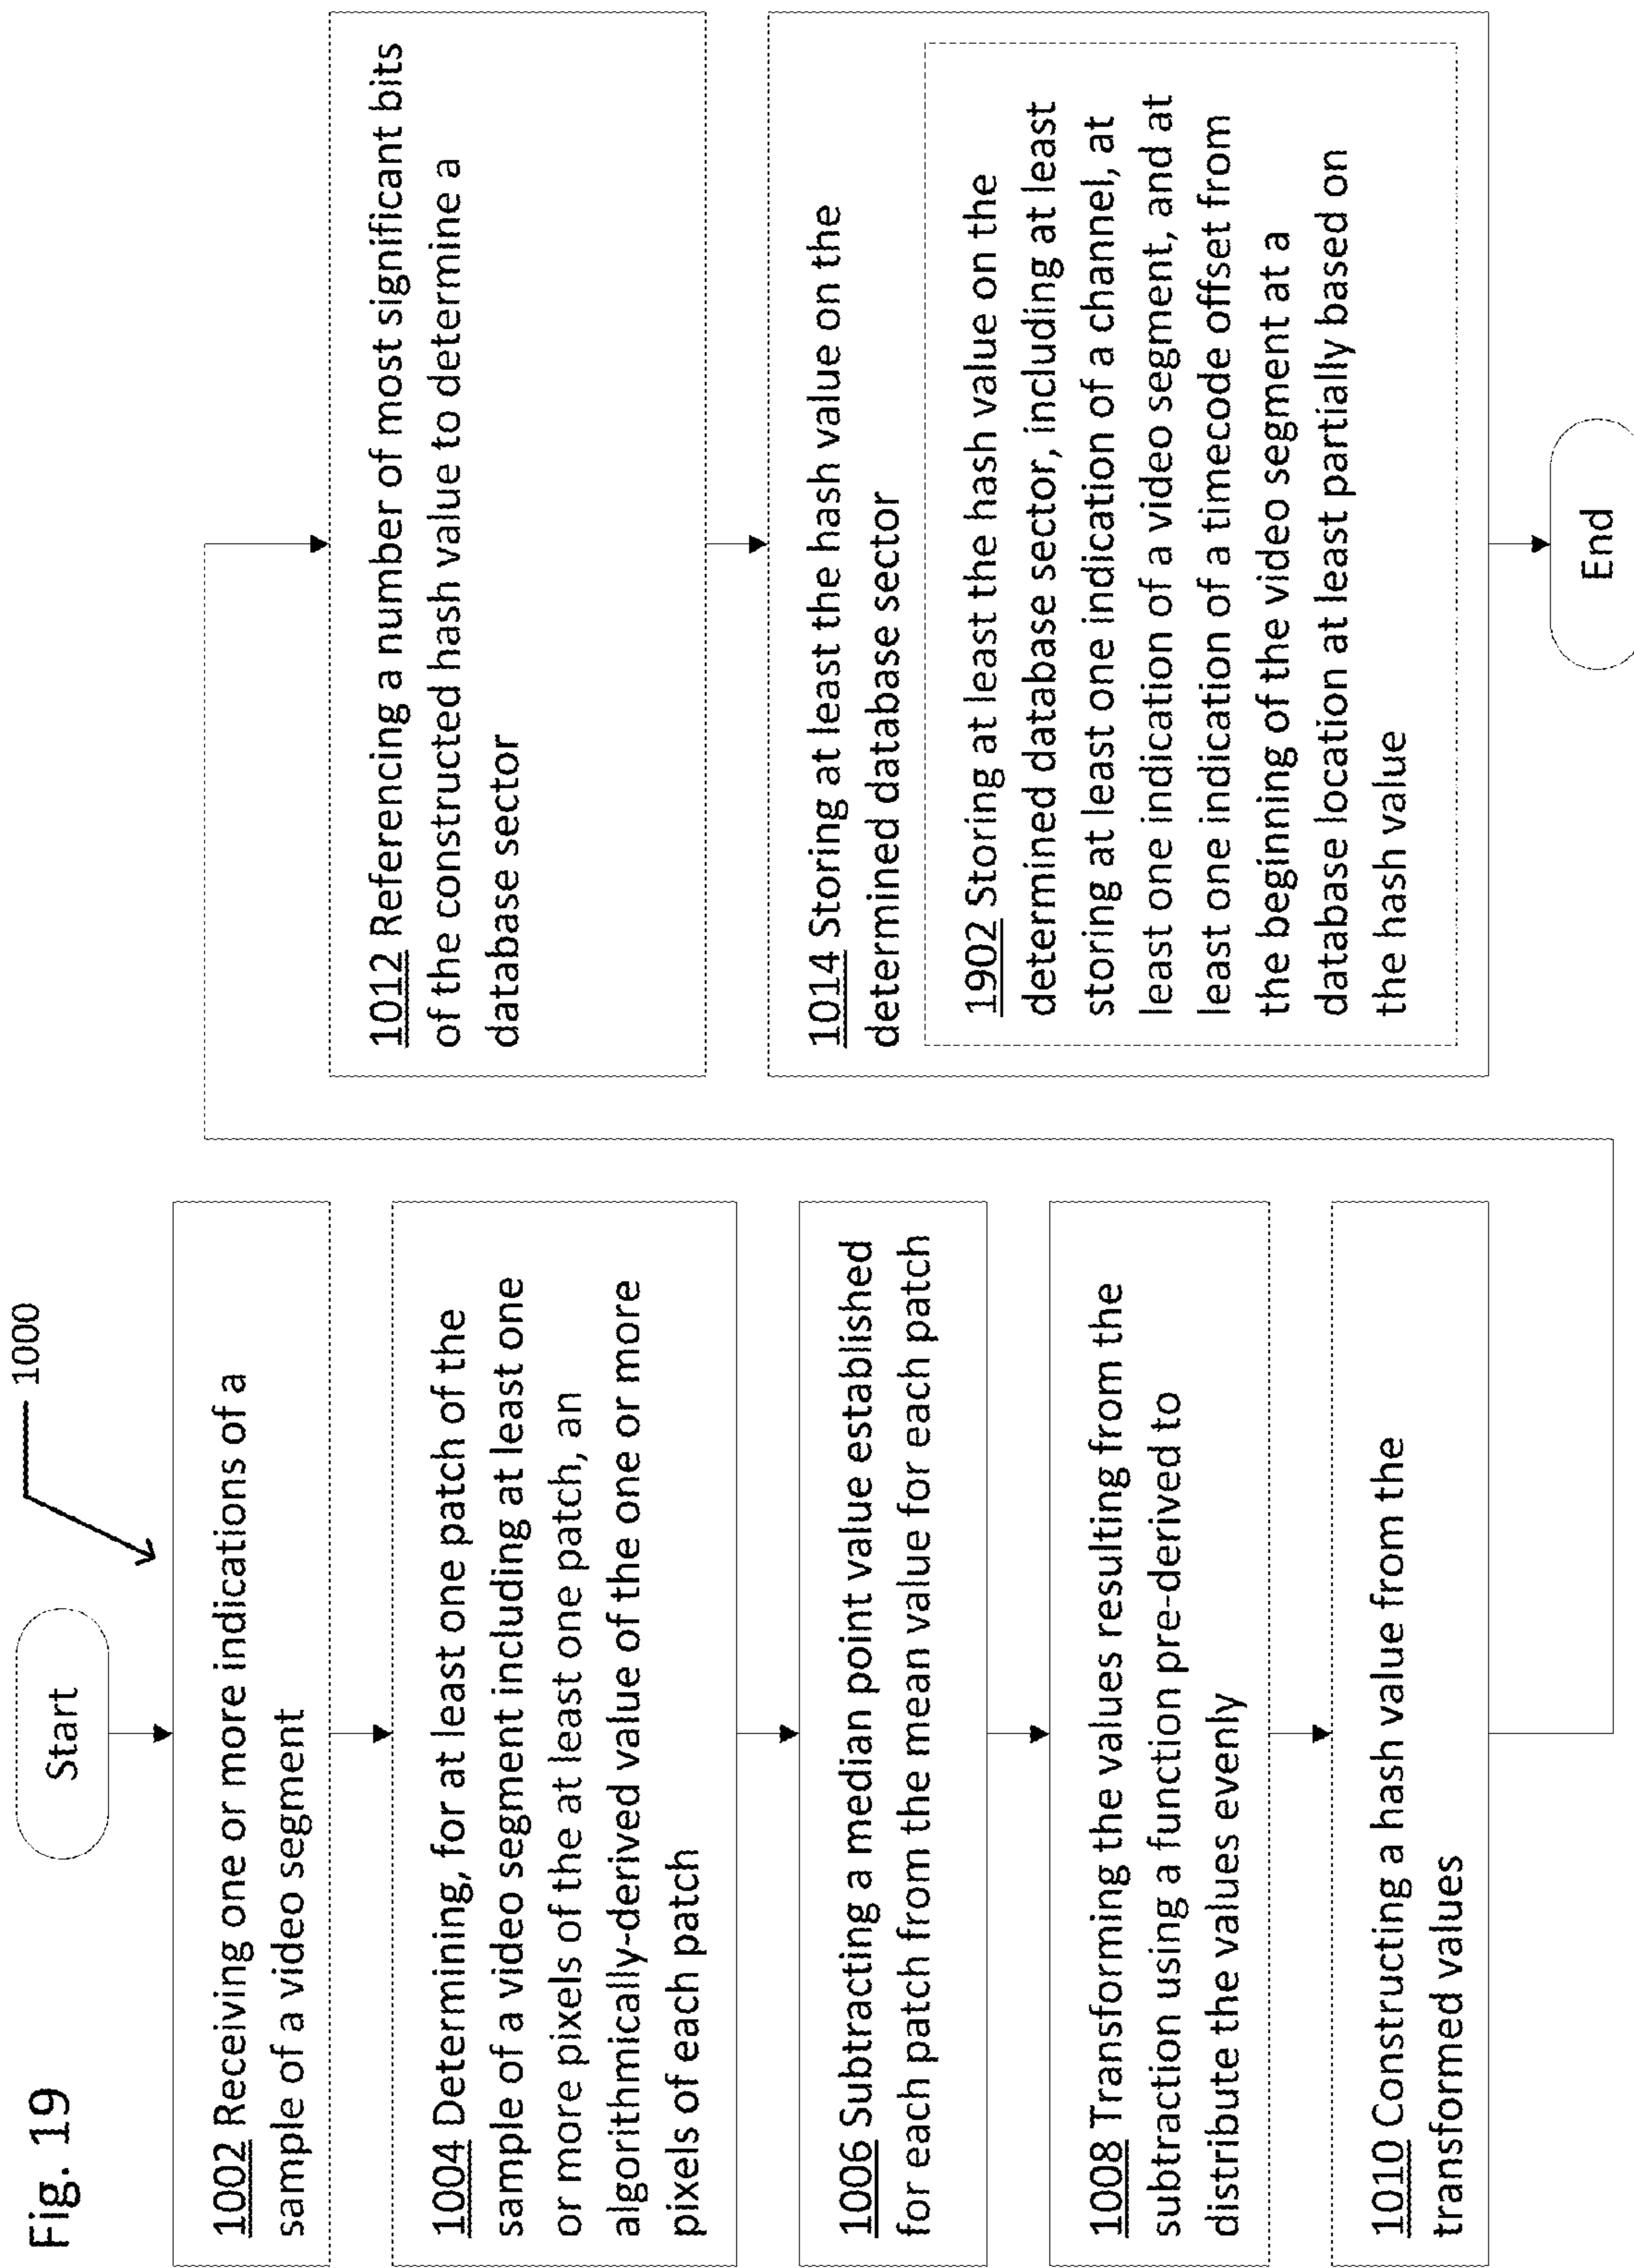 Fig. 19
1000
Start
1002 Receiving one or more indications of a
sample of a video segment
1004 Determining, for at least one patch of the
sample of a video segment including at least one
or more pixels of the at least one patch, an
algorithmically-derived value of the one or more
pixels of each patch
1006 Subtracting a median point value established
for each patch from the mean value for each patch
1008 Transforming the values resulting from the
subtraction using a function pre-derived to
distribute the values evenly
1010 Constructing a hash value from the
transformed values
1012 Referencing a number of most significant bits
of the constructed hash value to determine a
database sector
1014 Storing at least the hash value on the
determined database sector
1902 Storing at least the hash value on the
determined database sector, including at least
storing at least one indication of a channel, at
least one indication of a video segment, and at
least one indication of a timecode offset from
the beginning of the video segment at a
database location at least partially based on
the hash value
End